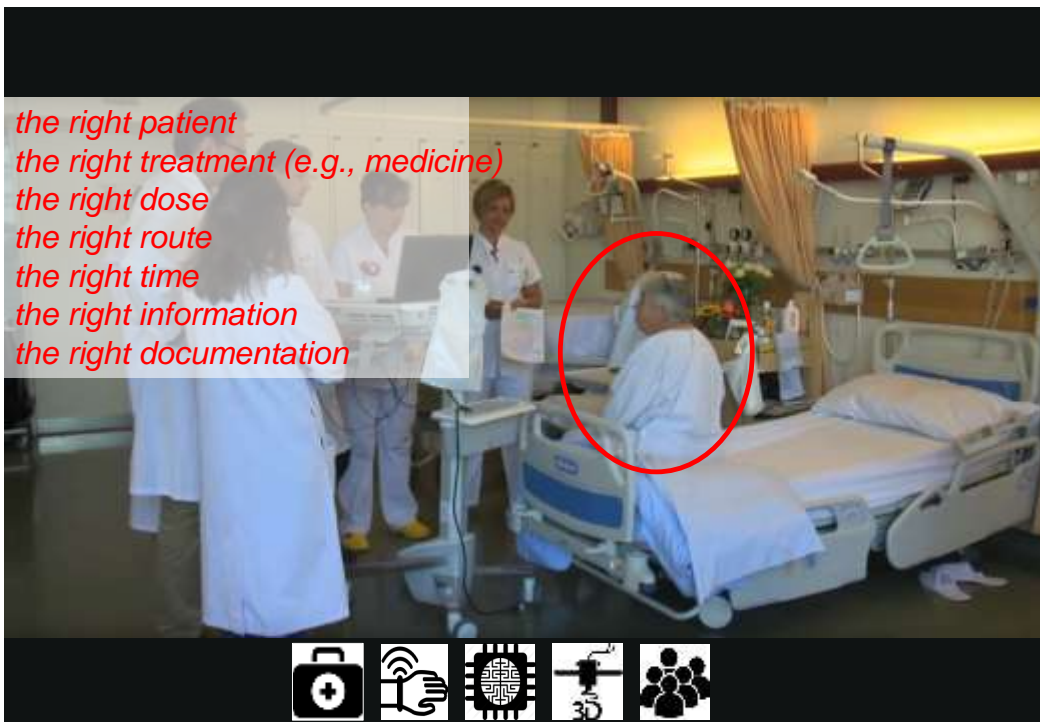 the right patient
the right treatment (e.g., medicine)
the right dose
the right route
the right time
the right information
the right documentation
3D